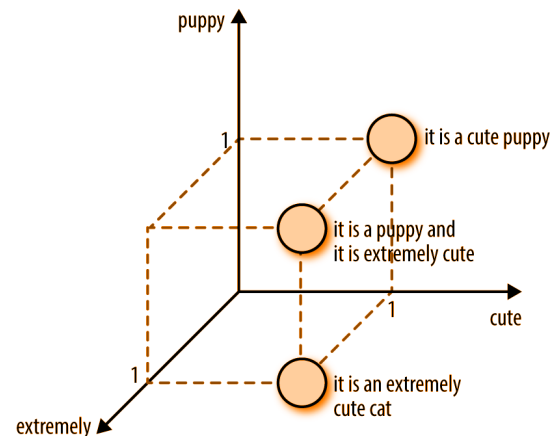 puppy
1
it is a cute puppy
it is a puppy and
it is extremely cute
1
cute
1
it is an extremely
cute cat
extremely